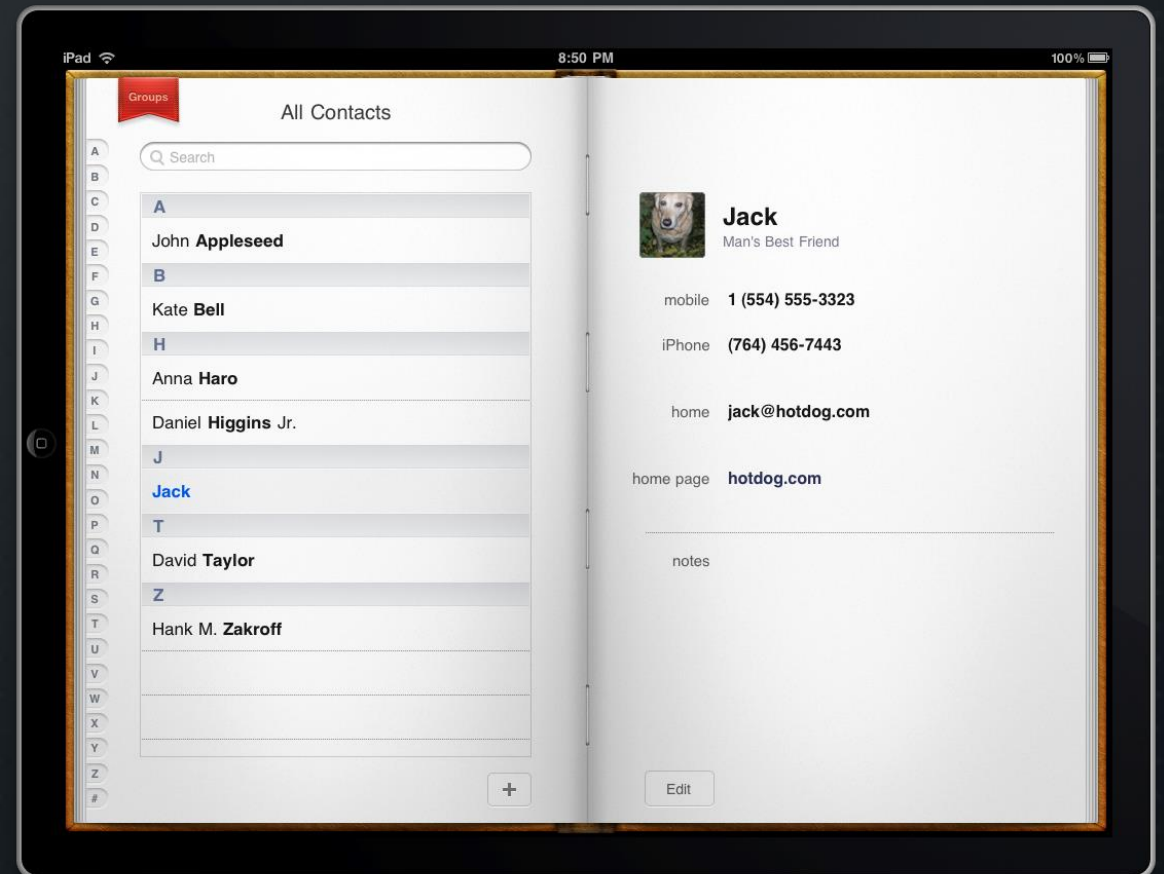 iPad 8:50 PM 100%
Groups
All Contacts
Search
A
B
C
D
E
F
G
H
I
J
K
L
M
N
O
P
Q
R
S
T
U
V
W
X
Y
Z
#
A
John Appleseed
B
Kate Bell
H
Anna Haro
Daniel Higgins Jr.
J
Jack
T
David Taylor
Z
Hank M. Zakroff
+
Jack
Man's Best Friend
mobile 1 (554) 555-3323
iPhone (764) 456-7443
home jack@hotdog.com
home page hotdog.com
notes
Edit